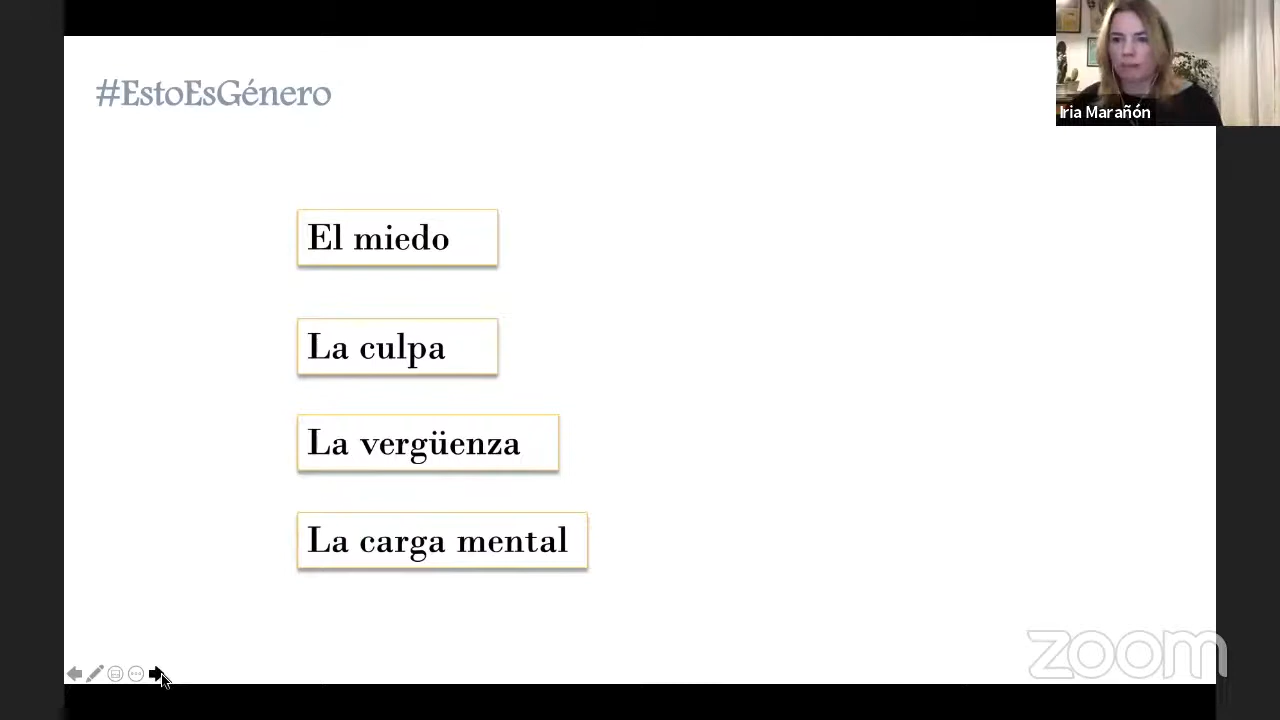 #EstoEsGénero
Iria Marañón
El miedo
La culpa
La vergüenza
La carga mental
zoom